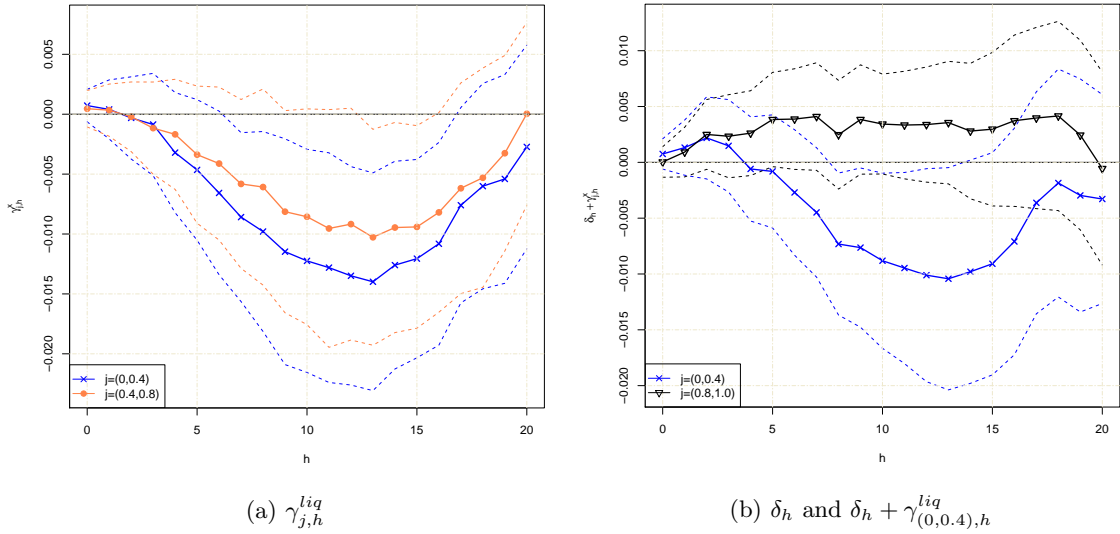 0.005
0.000
-0.005
-0.010
-0.015
-0.020
γ^x_{j,h}
j=(0,0.4)
j=(0.4,0.8)
0 5 10 15 20
h
(a) γ^{liq}_{j,h}
0.010
0.005
0.000
-0.005
-0.010
-0.015
-0.020
δ_h + γ^x_{j,h}
j=(0,0.4)
j=(0.8,1.0)
0 5 10 15 20
h
(b) δ_h and δ_h + γ^{liq}_{(0,0.4),h}